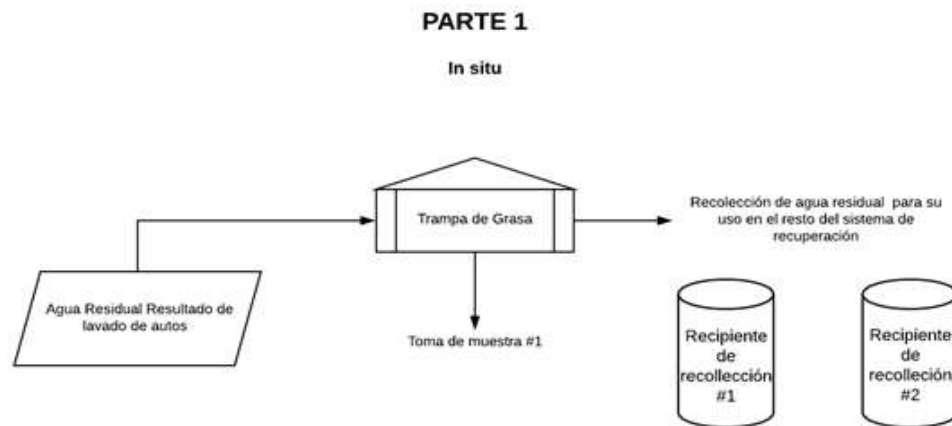 PARTE 1
In situ
Trampa de Grasa
Recolección de agua residual para su
uso en el resto del sistema de
recuperación
Agua Residual Resultado de
lavado de autos
Toma de muestra #1
Recipiente
de
recollección
#1
Recipiente
de
recolleción
#2